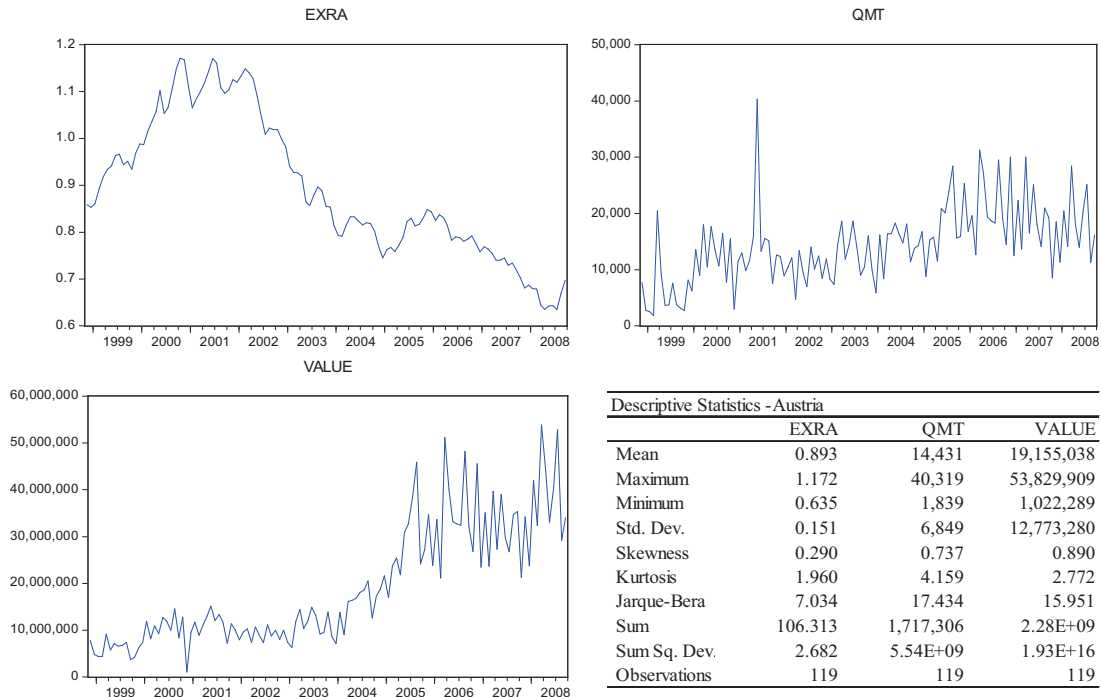 EXRA
1.2
1.1
1.0
0.9
0.8
0.7
0.6
1999 2000 2001 2002 2003 2004 2005 2006 2007 2008
QMT
50,000
40,000
30,000
20,000
10,000
0
1999 2000 2001 2002 2003 2004 2005 2006 2007 2008
VALUE
60,000,000
50,000,000
40,000,000
30,000,000
20,000,000
10,000,000
0
1999 2000 2001 2002 2003 2004 2005 2006 2007 2008
Descriptive Statistics - Austria
EXRA QMT VALUE
Mean 0.893 14,431 19,155,038
Maximum 1.172 40,319 53,829,909
Minimum 0.635 1,839 1,022,289
Std. Dev. 0.151 6,849 12,773,280
Skewness 0.290 0.737 0.890
Kurtosis 1.960 4.159 2.772
Jarque-Bera 7.034 17.434 15.951
Sum 106.313 1,717,306 2.28E+09
Sum Sq. Dev. 2.682 5.54E+09 1.93E+16
Observations 119 119 119